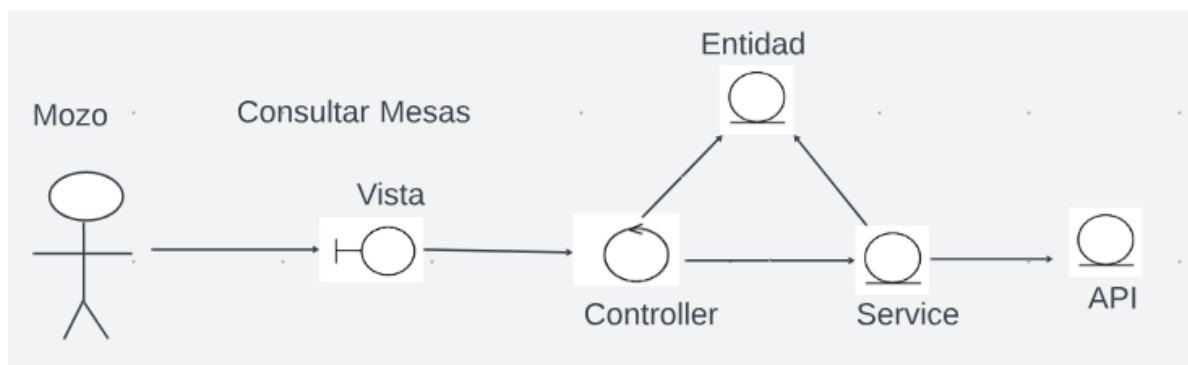 Entidad
Mozo
Consultar Mesas
Vista
Controller
Service
API